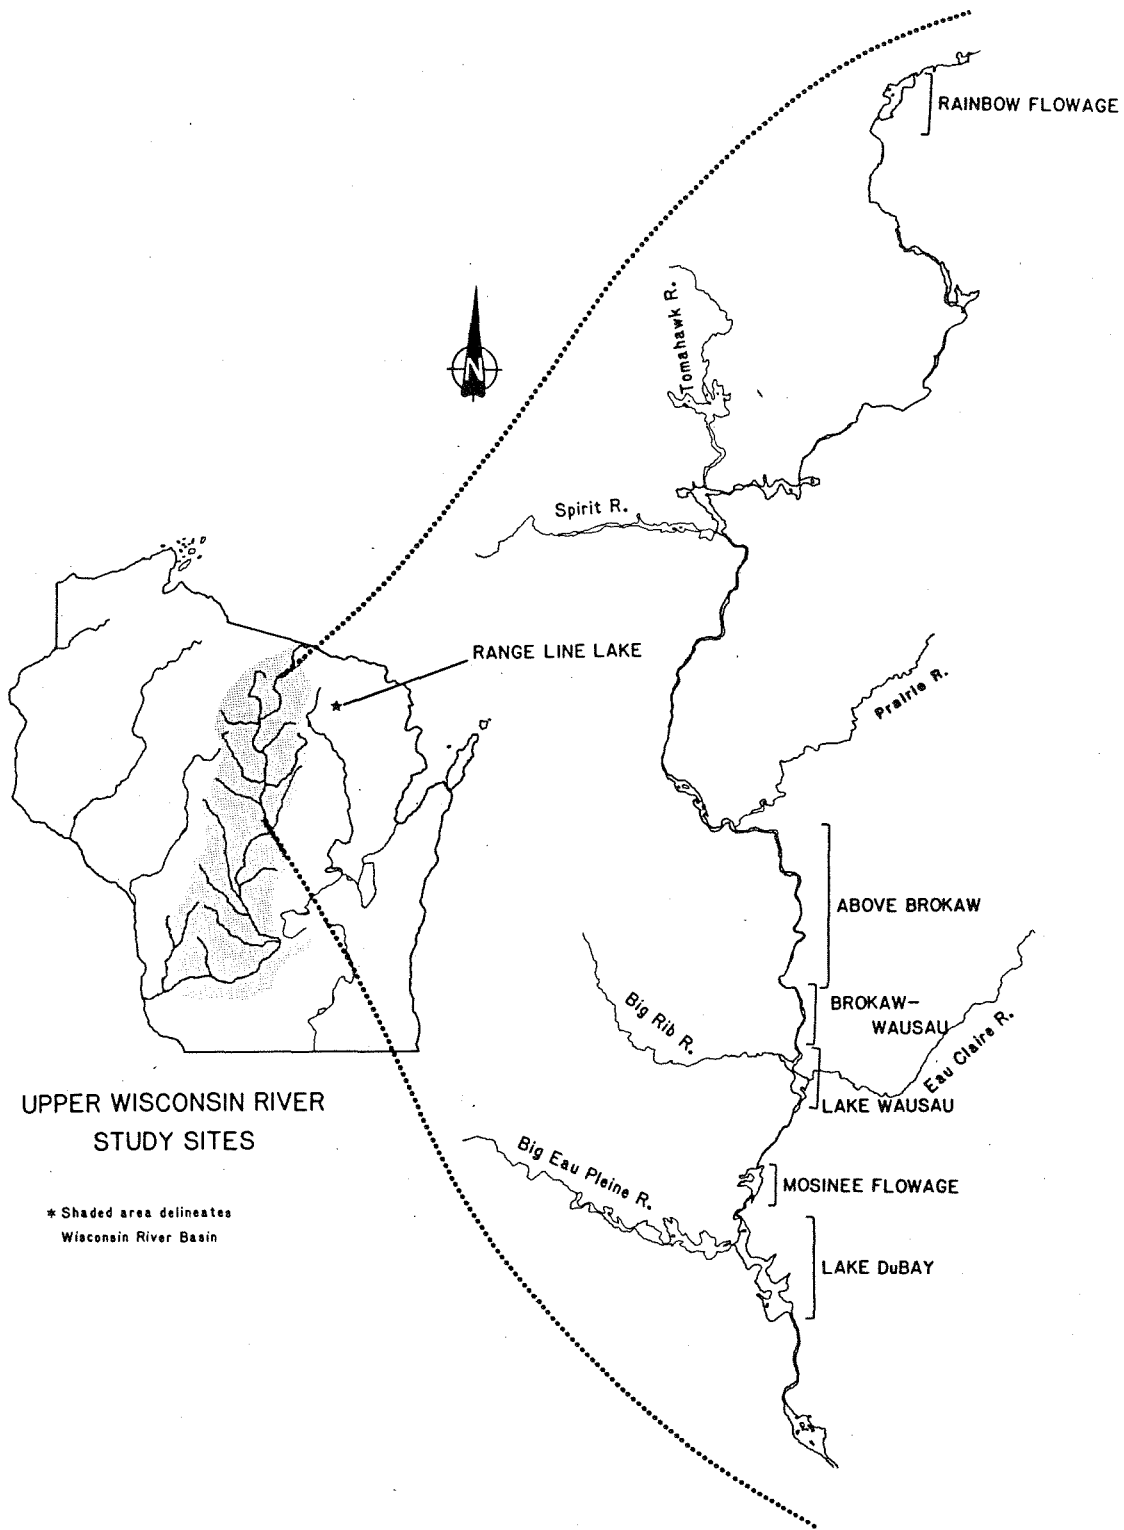 RAINBOW FLOWAGE
Tomahawk R.
N
Spirit R.
RANGE LINE LAKE
Prairie R.
ABOVE BROKAW
BROKAW-
WAUSAU
Big Rib R.
Eau Claire R.
LAKE WAUSAU
UPPER WISCONSIN RIVER
STUDY SITES
Big Eau Pleine R.
MOSINEE FLOWAGE
* Shaded area delineates
Wisconsin River Basin
LAKE DuBAY